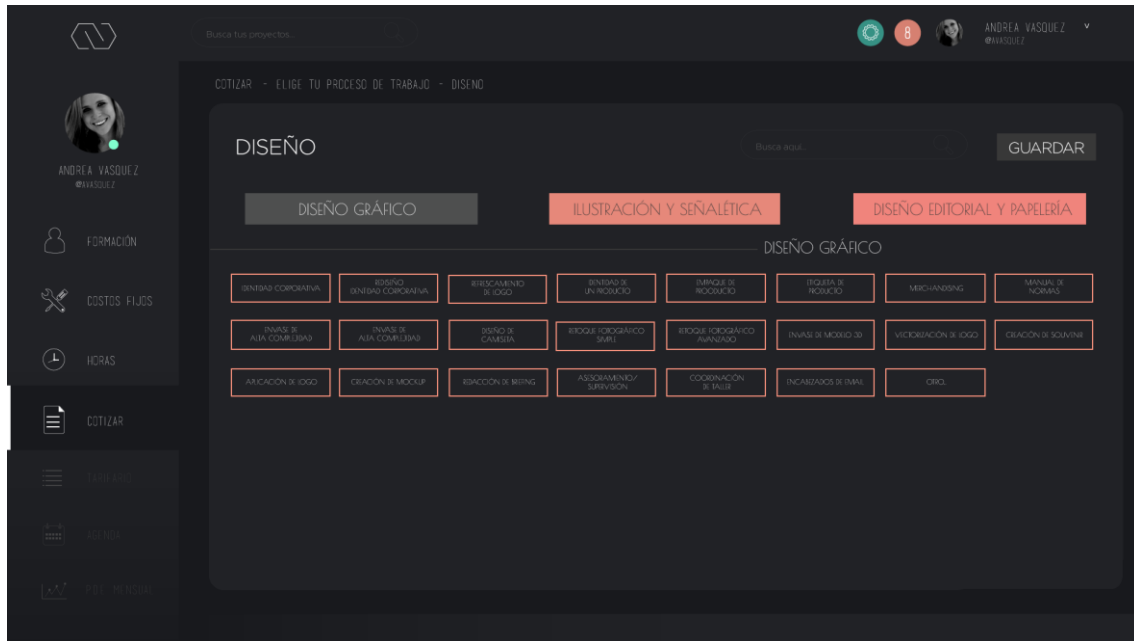 Busca tus proyectos...
8
ANDREA VASQUEZ
@AVASQUEZ
COTIZAR - ELIGE TU PROCESO DE TRABAJO - DISENO
ANDREA VASQUEZ
@AVASQUEZ
DISEÑO
Busca aqui...
GUARDAR
DISEÑO GRÁFICO
ILUSTRACIÓN Y SEÑALÉTICA
DISEÑO EDITORIAL Y PAPELERÍA
DISEÑO GRÁFICO
FORMACIÓN
COSTOS FIJOS
HORAS
COTIZAR
TARIFARIO
AGENDA
IDENTIDAD CORPORATIVA
REDISEÑO
IDENTIDAD CORPORATIVA
REFRESCAMIENTO
DE LOGO
IDENTIDAD DE
UN PRODUCTO
EMPAQUE DE
ETIQUETA DE
PRODUCTO
MERCHANDISING
MANUAL DE
NORMAS
ENVASE DE
ALTA COMPLEJIDAD
ENVASE DE
ALTA COMPLEJIDAD
DISEÑO DE
CAMISETA
RETOQUE FOTOGRÁFICO
SIMPLE
RETOQUE FOTOGRÁFICO
AVANZADO
ENVASE DE MODELO 3D
VECTORIZACIÓN DE LOGO
CREACIÓN DE SOUVENIR
APLICACIÓN DE LOGO
CREACIÓN DE MOCKUP
REDACCIÓN DE BRIEFING
ASESORAMIENTO/
SUPERVISIÓN
COORDINACIÓN
DE TALLER
ENCABEZADOS DE EMAIL
OTRO...